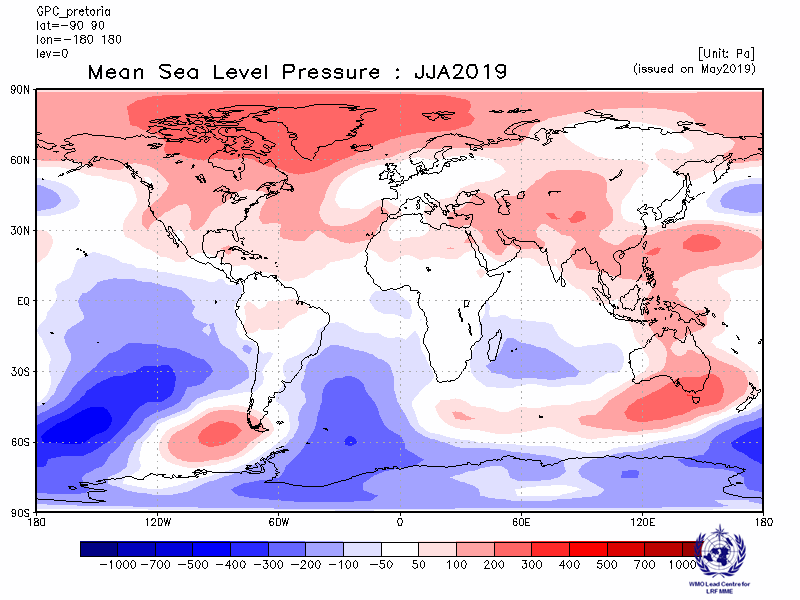 GPC_pretoria
lat=-90 90
lon=-180 180
lev=0
[Unit: Pa]
Mean Sea Level Pressure : JJA2019
(issued on May2019)
90N
60N
30N
EQ
30S
60S
90S
180 120W 60W 0 60E 120E 180
-1000 -700 -500 -400 -300 -200 -100 -50 50 100 200 300 400 500 700 1000
WMO Lead Centre for
LRF MME